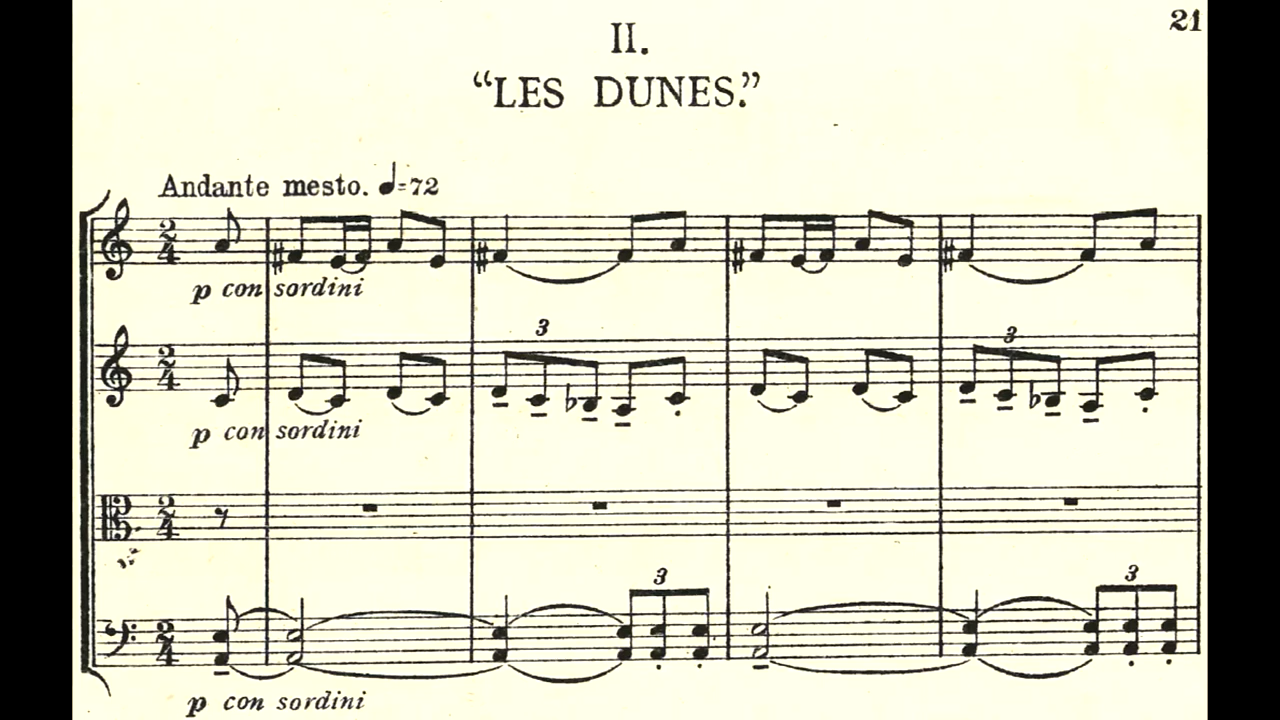 21
II.
“LES DUNES.”
Andante mesto. ♩=72
p con sordini
3
3
p con sordini
3
3
p con sordini